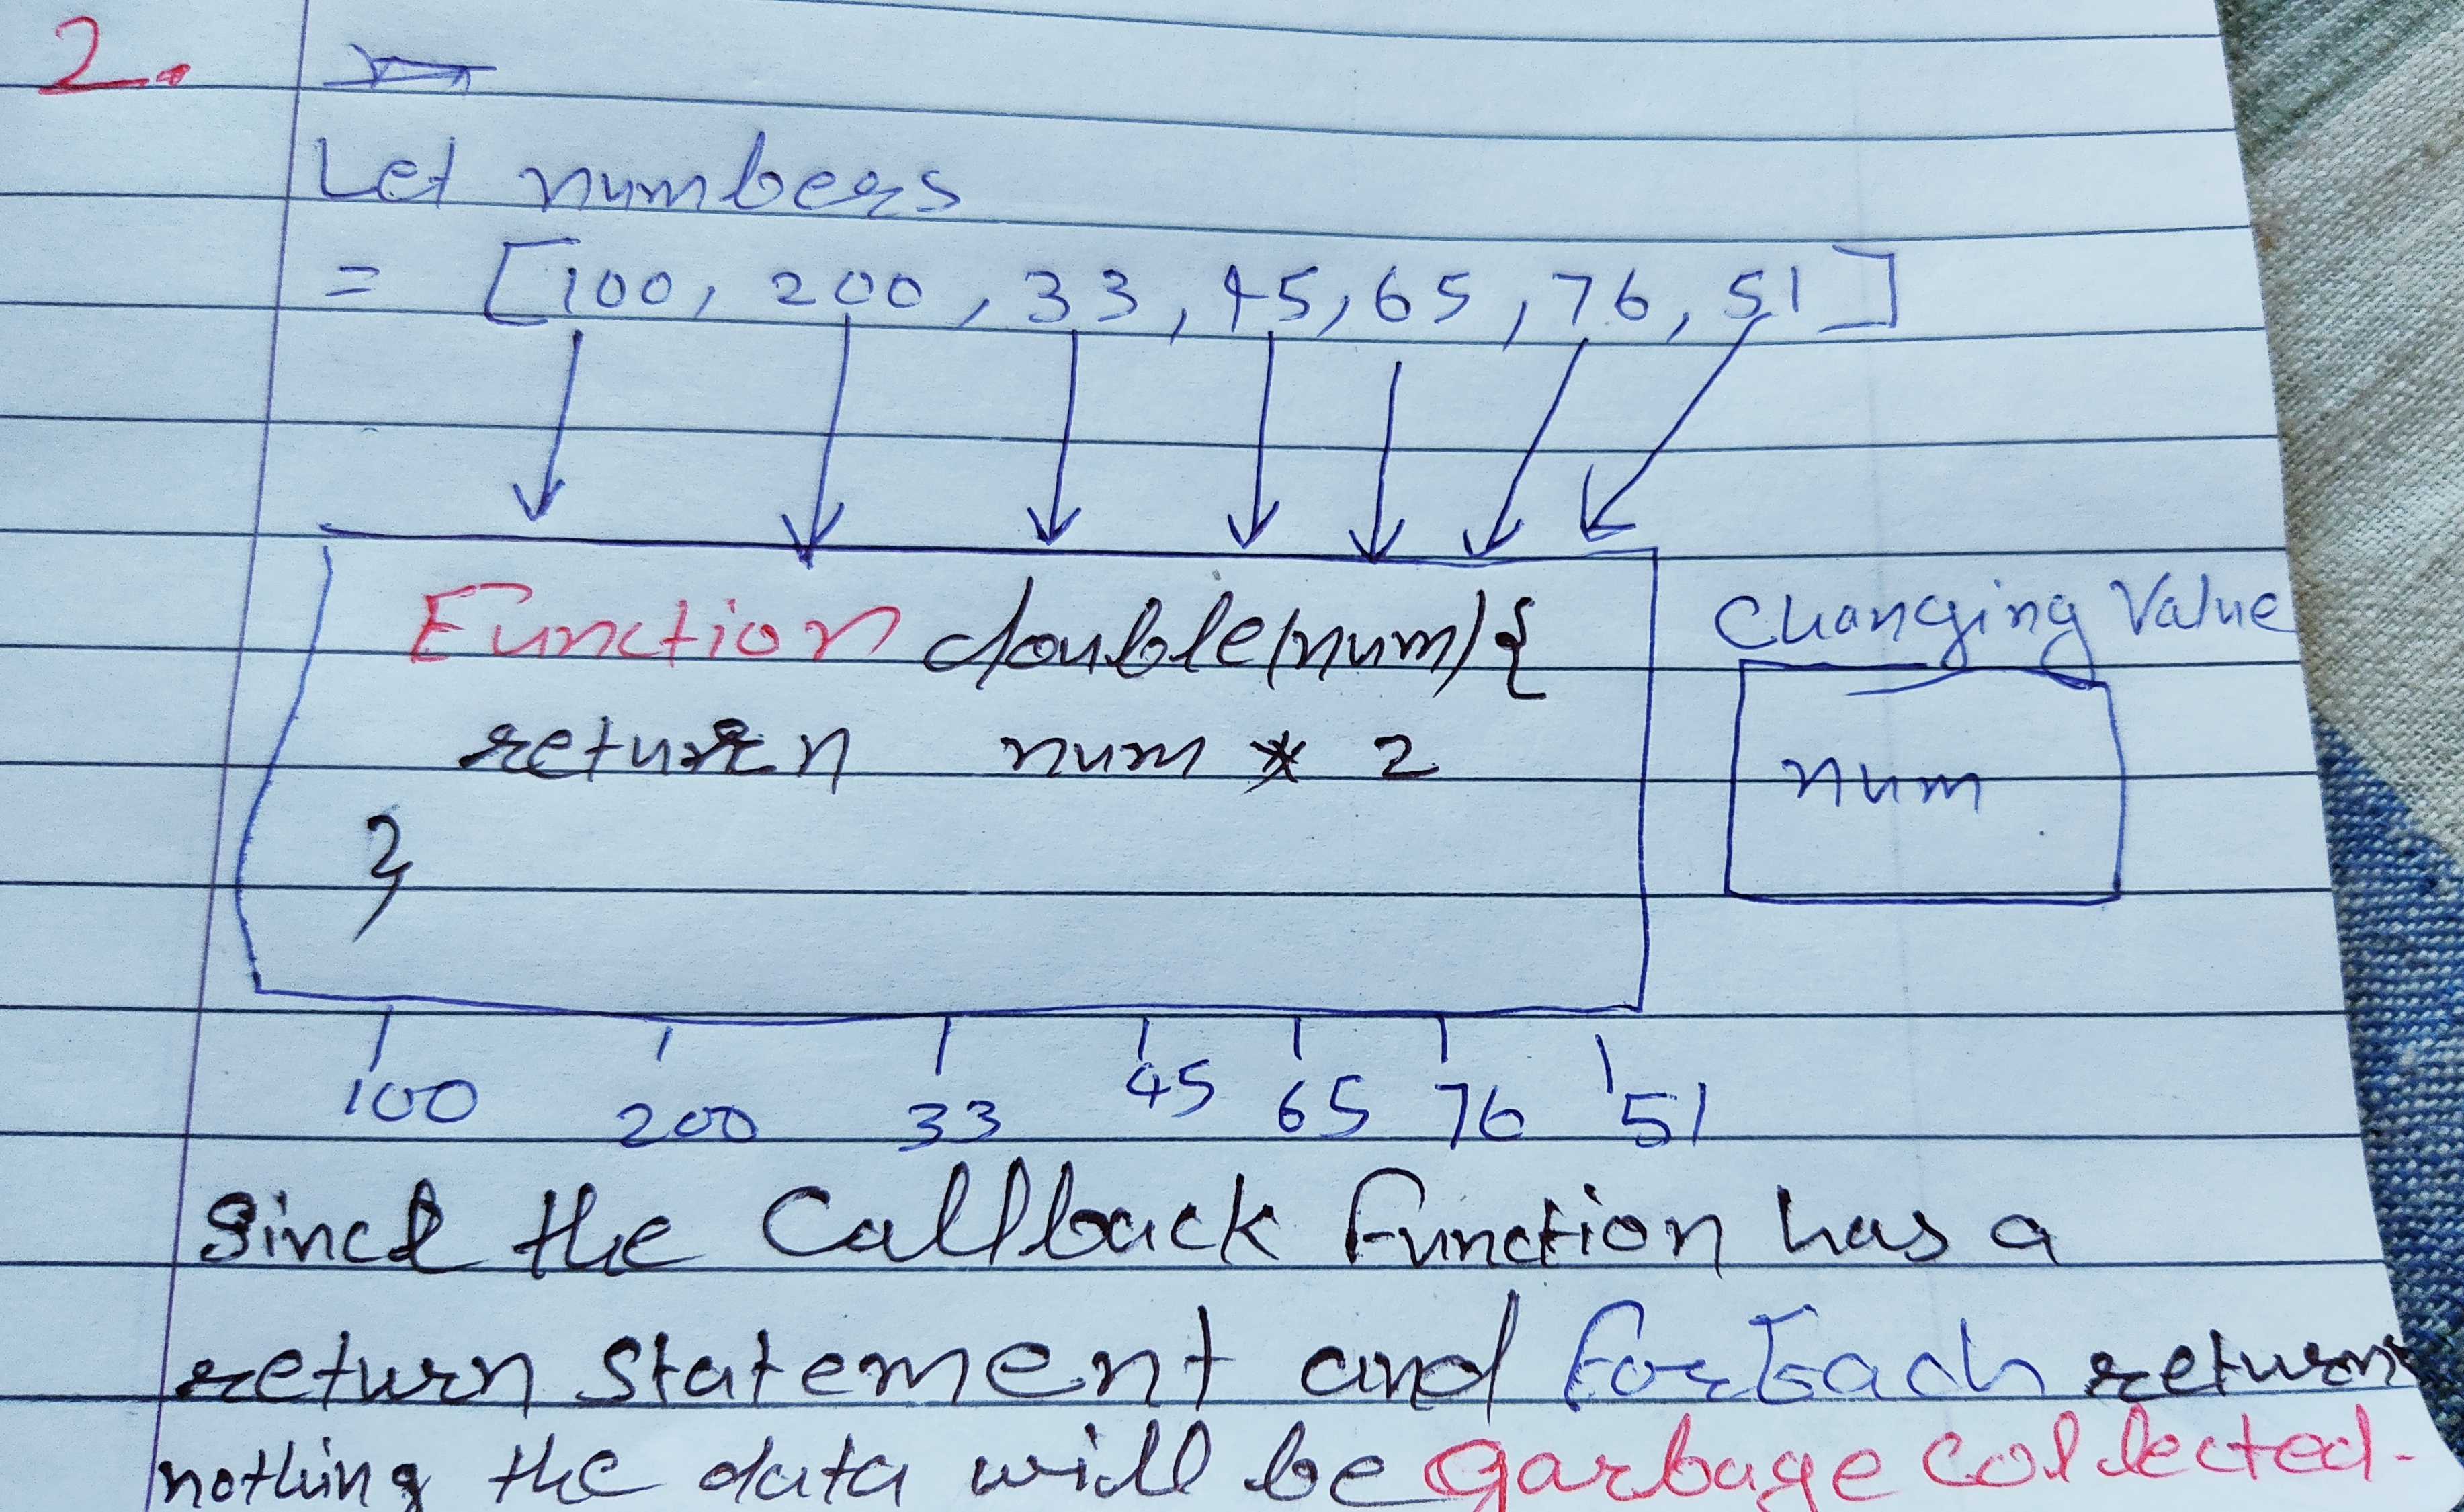 2.
Let numbers
= [100, 200, 33, 45, 65, 76, 51]
Function double(num){
Changing Value
return num * 2
num
}
100 200 33 45 65 76 51
Since the Callback function has a
return statement and forEach returns
nothing the data will be garbage collected.